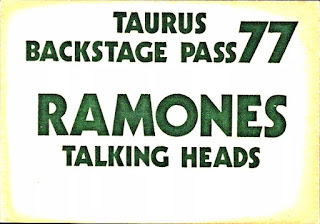 TAURUS
BACKSTAGE PASS 77
RAMONES
TALKING HEADS